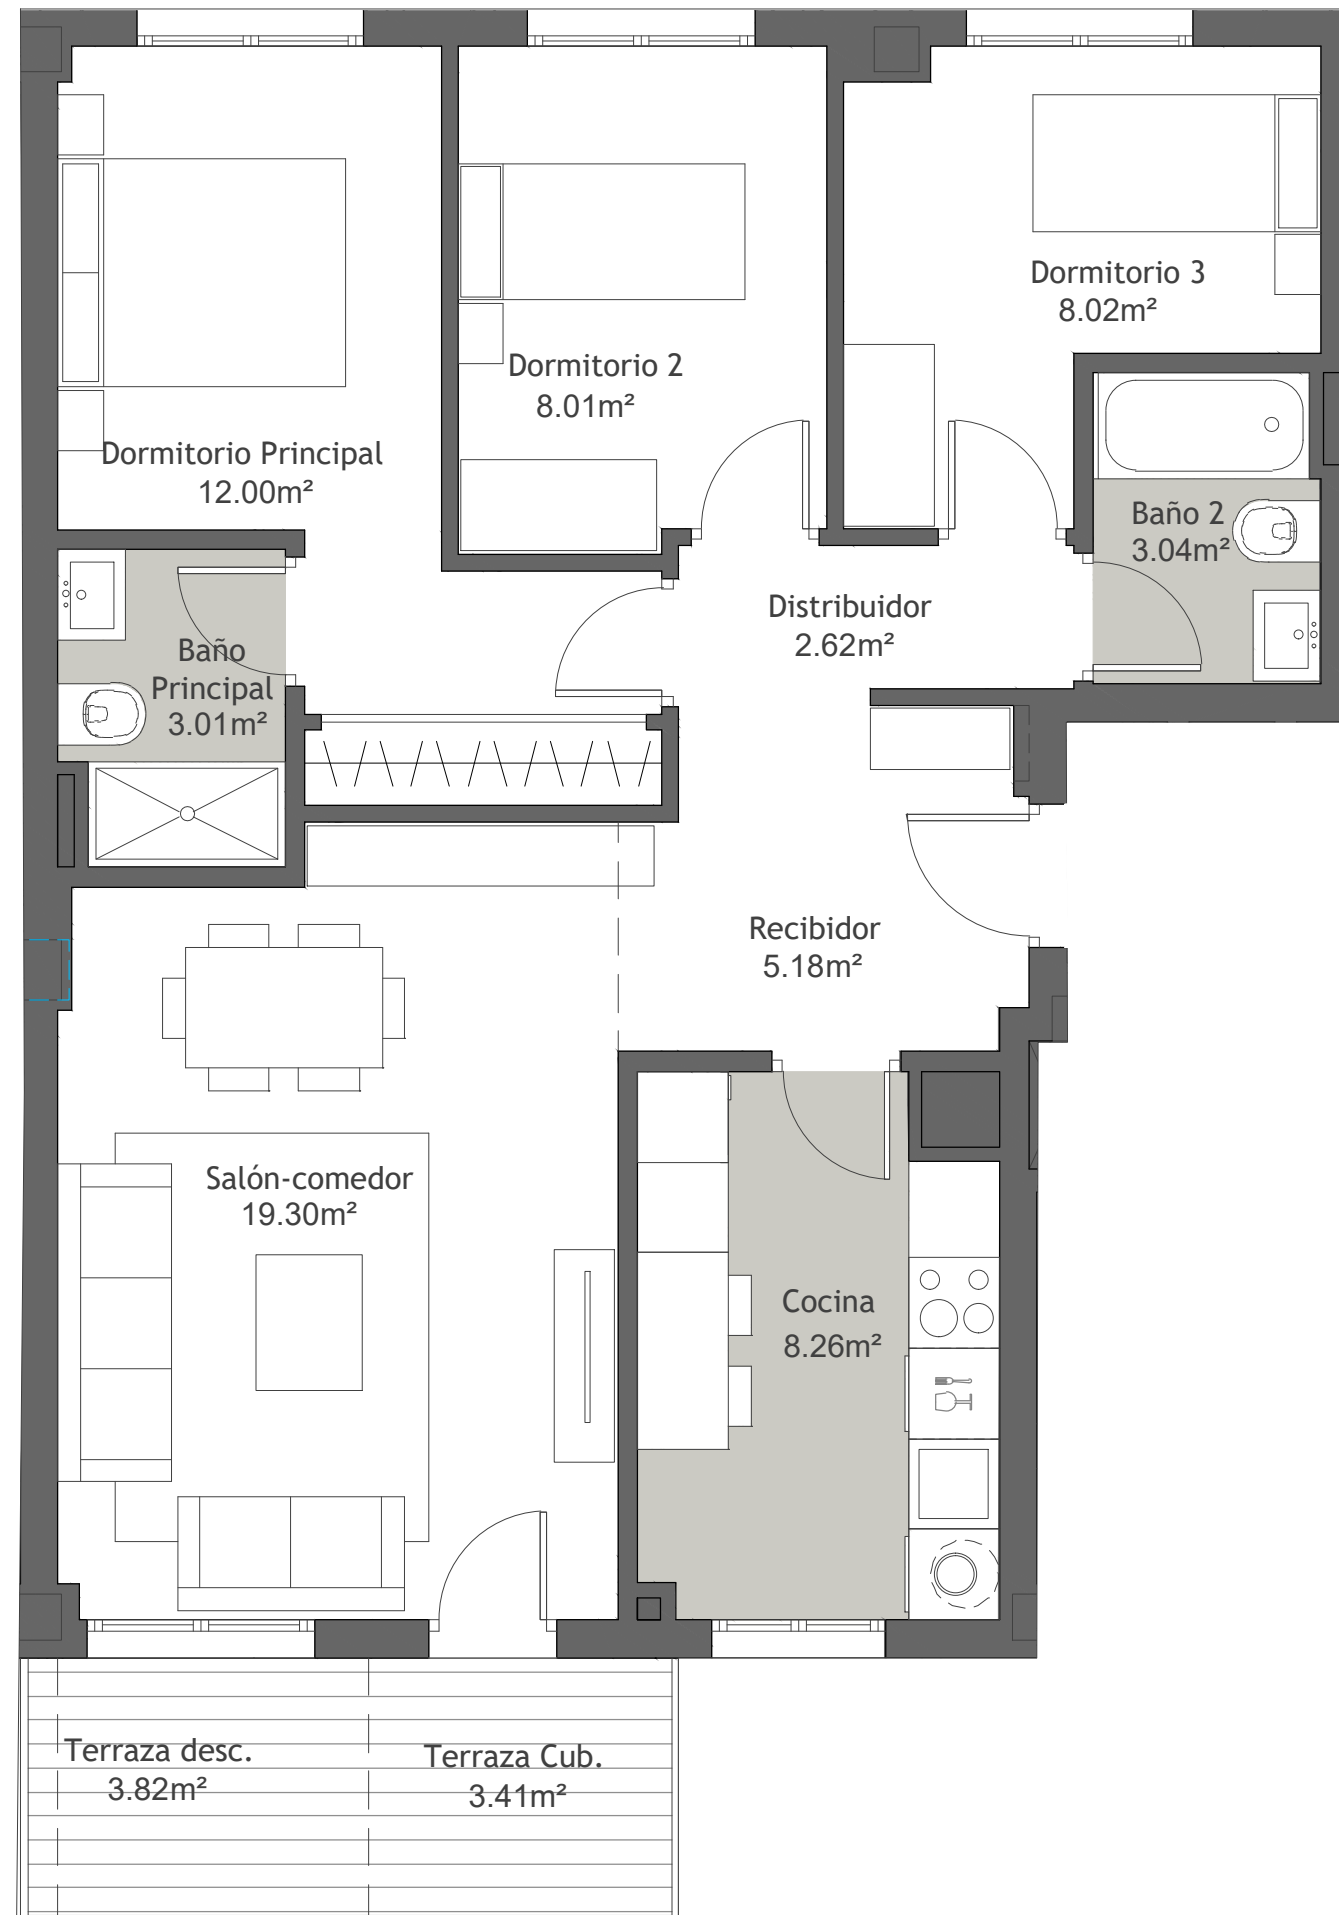 Dormitorio 3
8.02m²
Dormitorio 2
8.01m²
Dormitorio Principal
12.00m²
Baño 2
3.04m²
Distribuidor
2.62m²
Baño
Principal
3.01m²
Recibidor
5.18m²
Salón-comedor
19.30m²
Cocina
8.26m²
Terraza desc.
3.82m²
Terraza Cub.
3.41m²